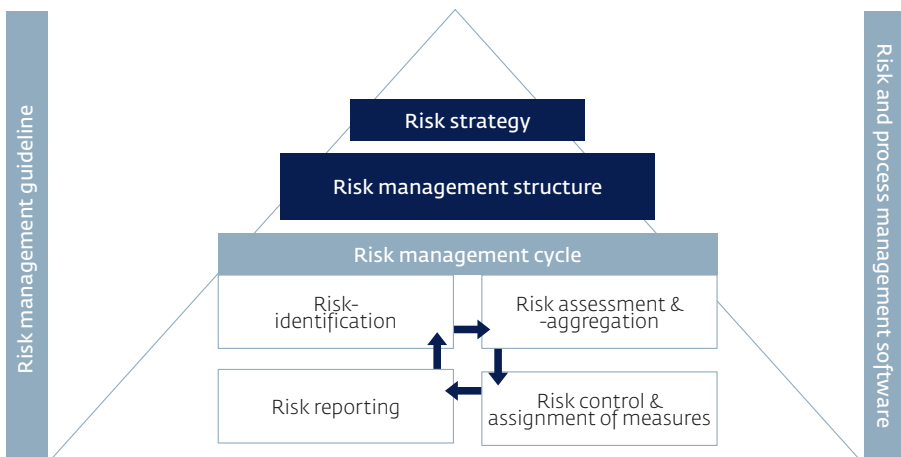 Risk management guideline
Risk strategy
Risk management structure
Risk management cycle
Risk-
identification
Risk assessment &
-aggregation
Risk reporting
Risk control &
assignment of measures
Risk and process management software